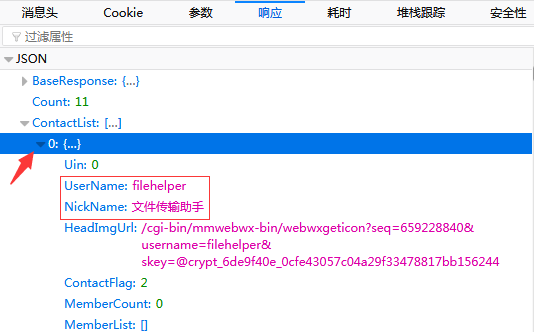 消息头 Cookie 参数 响应 耗时 堆栈跟踪 安全性
过滤属性
JSON
BaseResponse: {...}
Count: 11
ContactList: [...]
0: {...}
Uin: 0
UserName: filehelper
NickName: 文件传输助手
HeadImgUrl: /cgi-bin/mmwebwx-bin/webwxgeticon?seq=659228840&
username=filehelper&
skey=@crypt_6de9f40e_0cfe43057c04a29f33478817bb156244
ContactFlag: 2
MemberCount: 0
MemberList: []